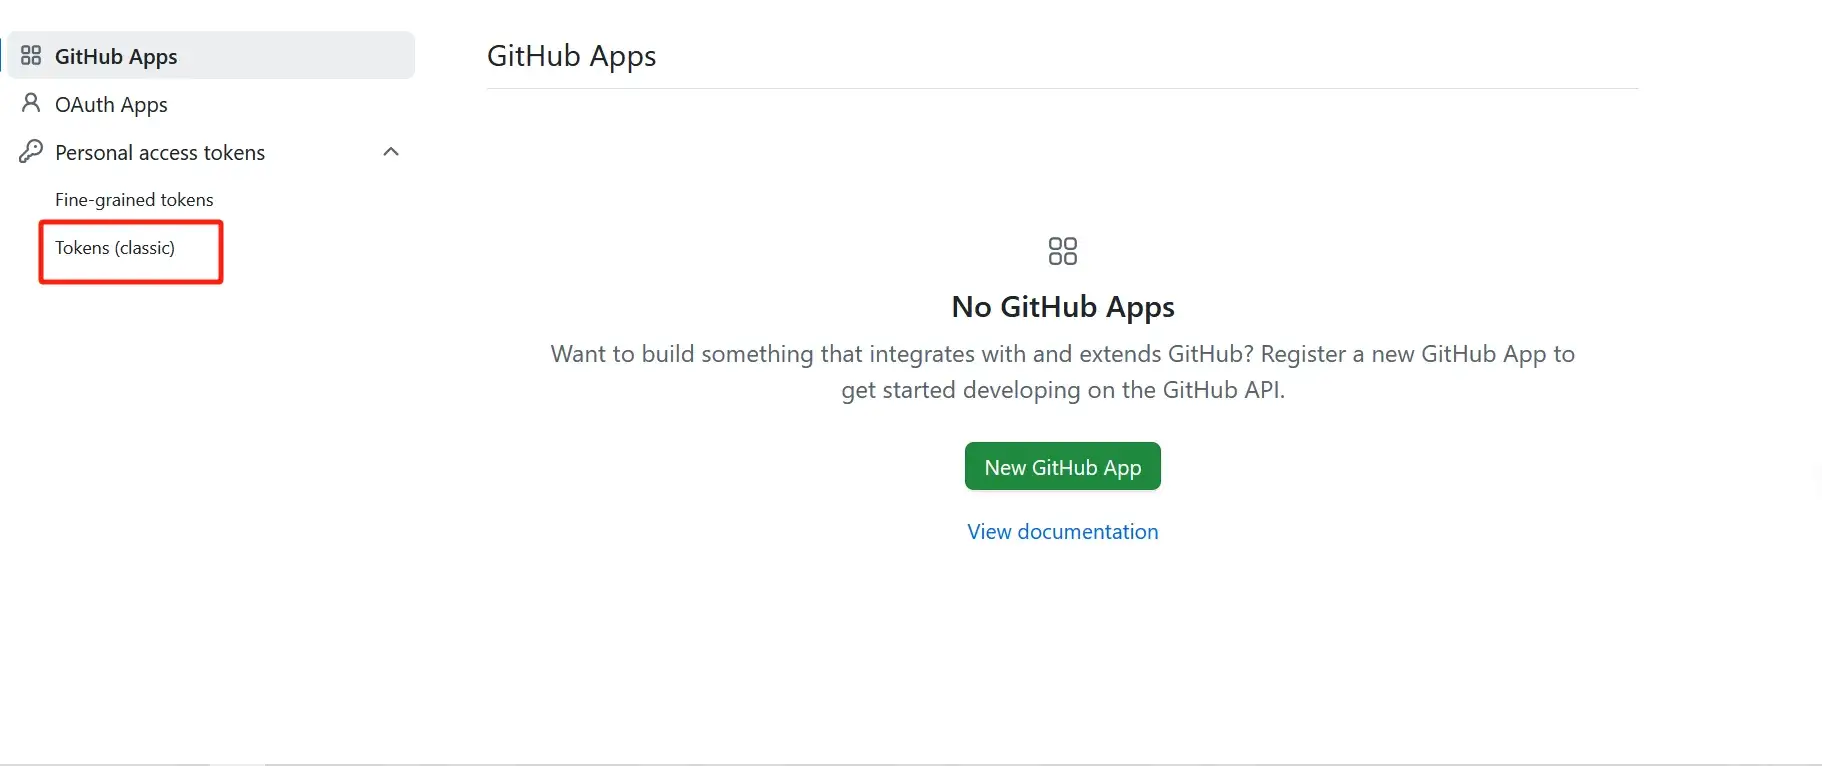 GitHub Apps
OAuth Apps
Personal access tokens
Fine-grained tokens
Tokens (classic)
GitHub Apps
No GitHub Apps
Want to build something that integrates with and extends GitHub? Register a new GitHub App to
get started developing on the GitHub API.
New GitHub App
View documentation